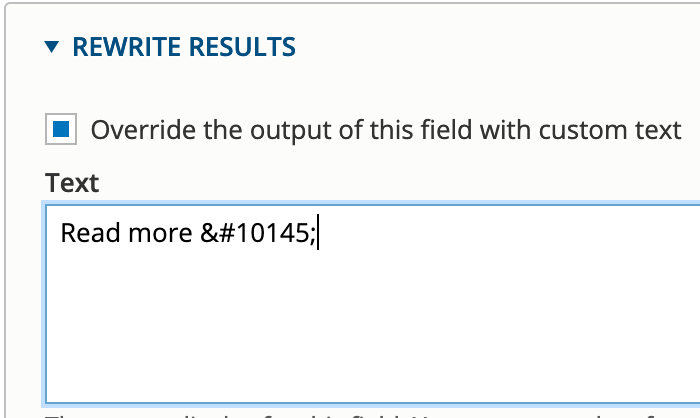 REWRITE RESULTS
Override the output of this field with custom text
Text
Read more &#10145;